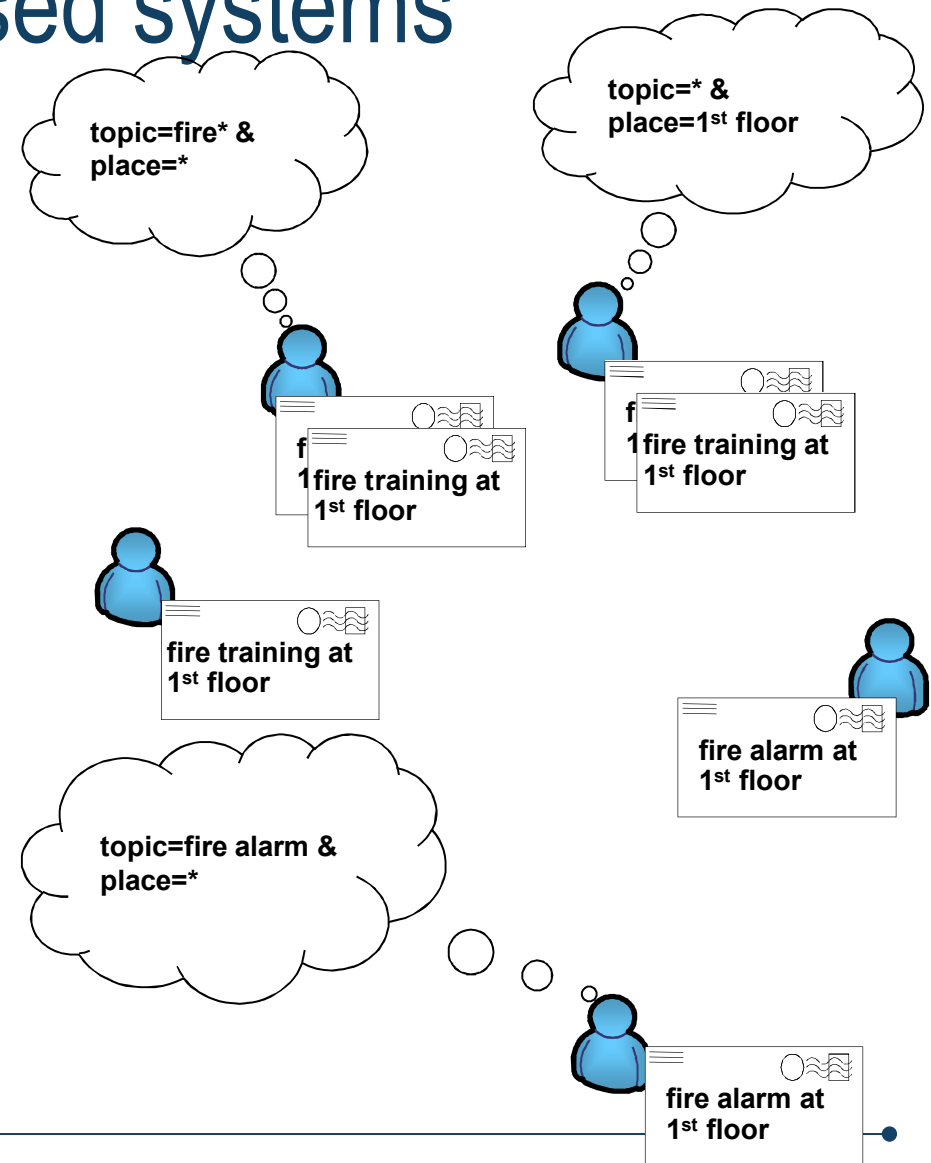 sed systems
topic=fire* &
place=*
topic=* &
place=1st floor
f
1
fire training at
1st floor
f
1
fire training at
1st floor
fire training at
1st floor
fire alarm at
1st floor
topic=fire alarm &
place=*
fire alarm at
1st floor